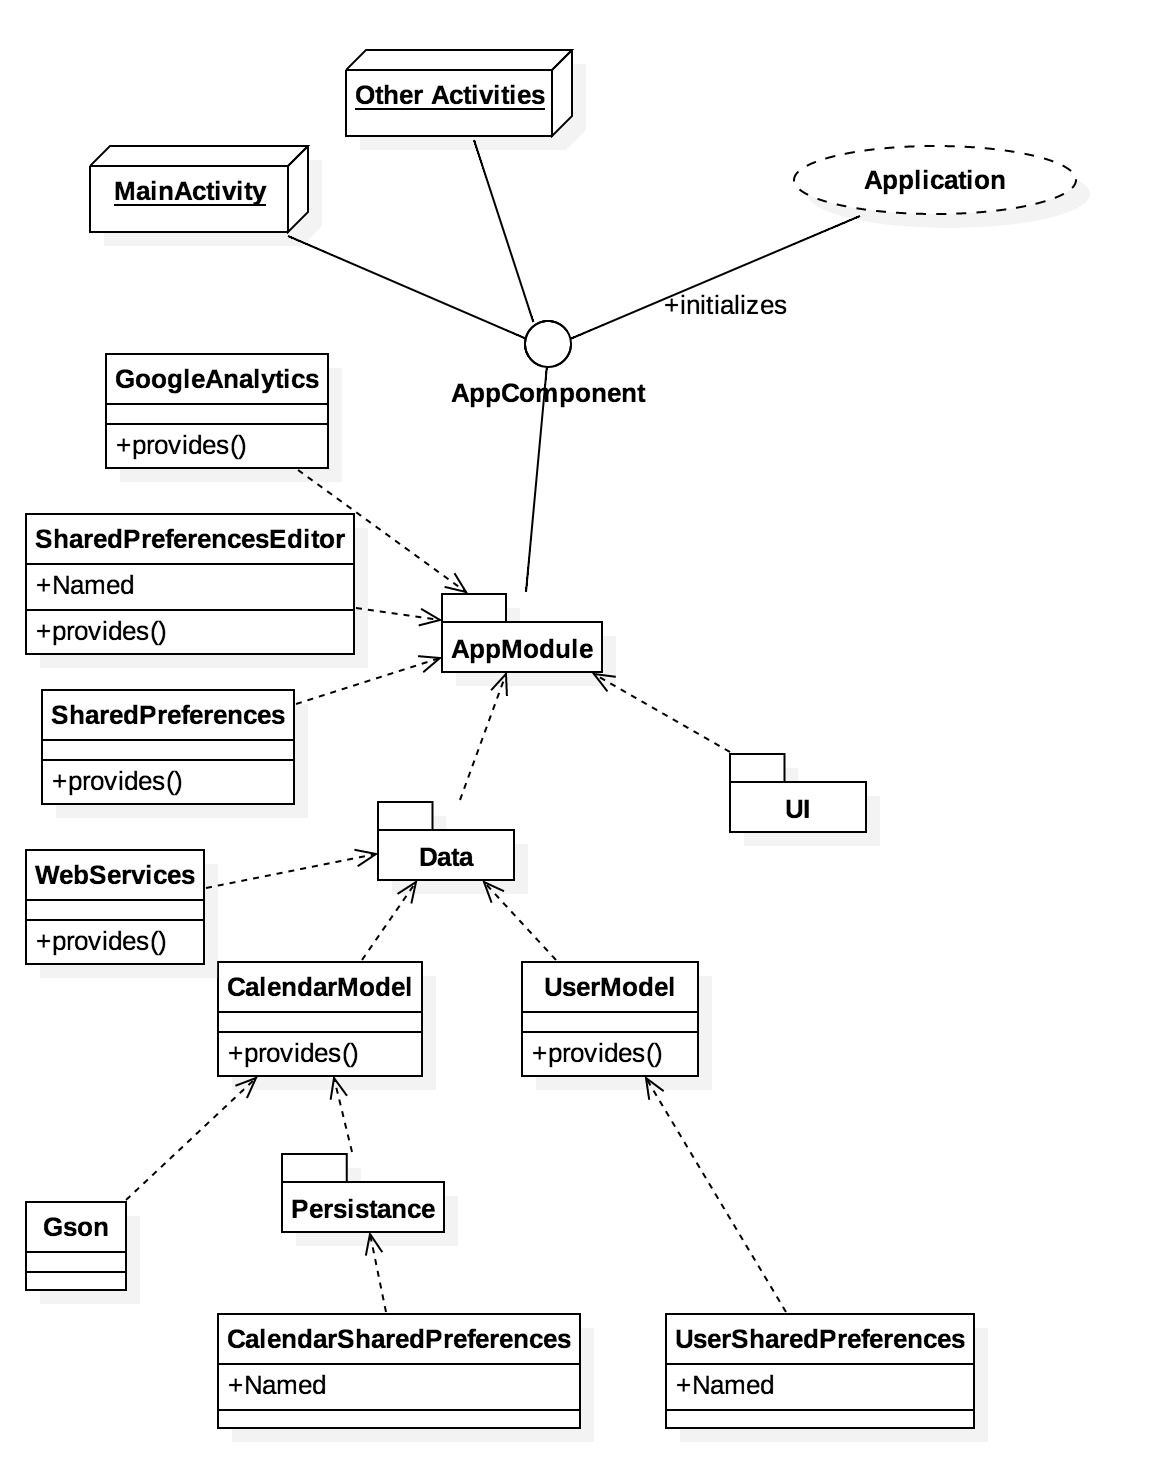 Other Activities
MainActivity
Application
+initializes
AppComponent
GoogleAnalytics
+provides()
SharedPreferencesEditor
+Named
+provides()
AppModule
SharedPreferences
+provides()
UI
Data
WebServices
+provides()
CalendarModel
+provides()
UserModel
+provides()
Persistance
Gson
CalendarSharedPreferences
+Named
UserSharedPreferences
+Named